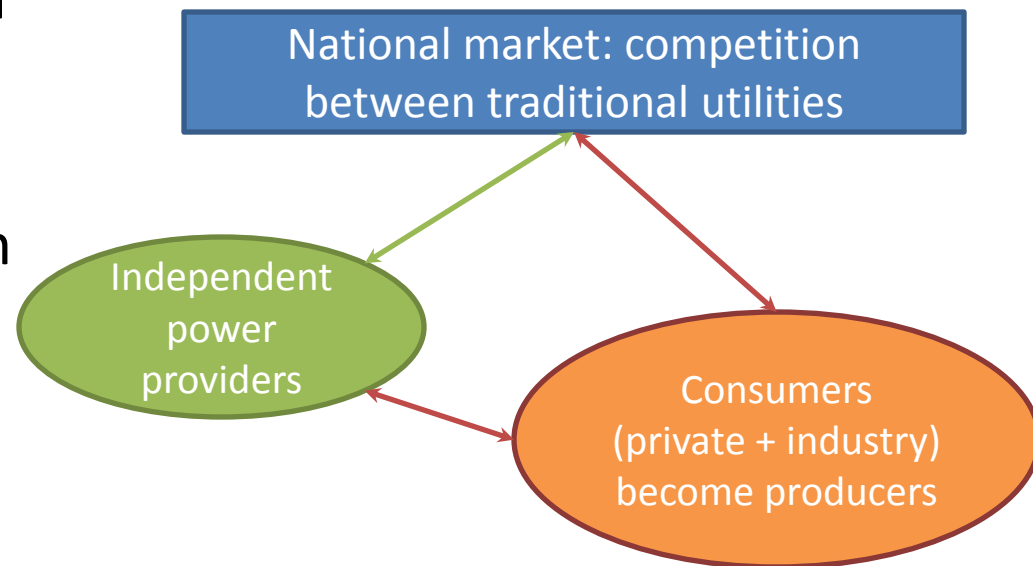 National market: competition
between traditional utilities
n
Independent
power
providers
Consumers
(private + industry)
become producers